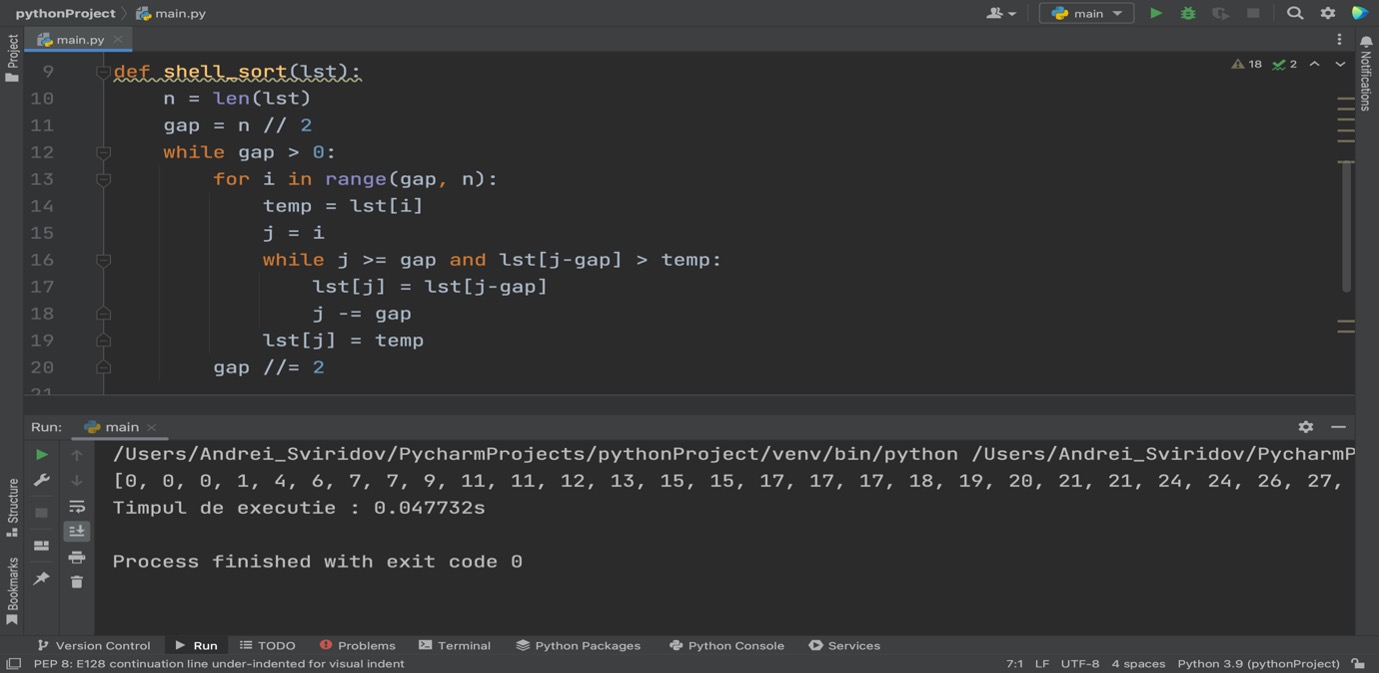 pythonProject main.py
main
main.py
Project
Notifications
18 2
9 def shell_sort(lst):
10 n = len(lst)
11 gap = n // 2
12 while gap > 0:
13 for i in range(gap, n):
14 temp = lst[i]
15 j = i
16 while j >= gap and lst[j-gap] > temp:
17 lst[j] = lst[j-gap]
18 j -= gap
19 lst[j] = temp
20 gap //= 2
21
Run: main
/Users/Andrei_Sviridov/PycharmProjects/pythonProject/venv/bin/python /Users/Andrei_Sviridov/PycharmP
[0, 0, 0, 1, 4, 6, 7, 7, 9, 11, 11, 12, 13, 15, 15, 17, 17, 17, 18, 19, 20, 21, 21, 24, 24, 26, 27,
Timpul de executie : 0.047732s
Process finished with exit code 0
Structure
Bookmarks
Version Control Run TODO Problems Terminal Python Packages Python Console Services
PEP 8: E128 continuation line under-indented for visual indent 7:1 LF UTF-8 4 spaces Python 3.9 (pythonProject)